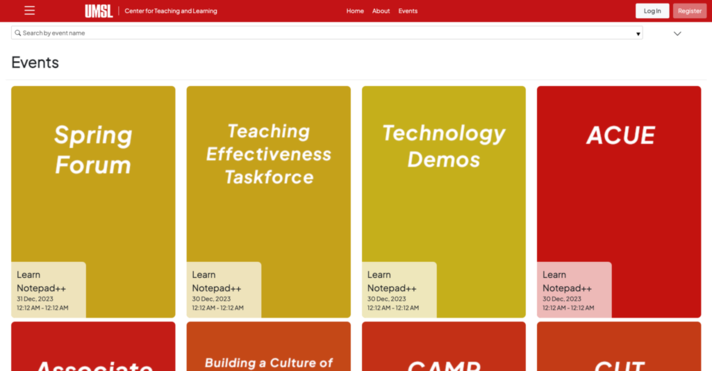 UMSL Center for Teaching and Learning Home About Events Log In Register
Search by event name
Events
Spring
Forum
Learn
Notepad++
31 Dec, 2023
12:12 AM - 12:12 AM
Teaching
Effectiveness
Taskforce
Learn
Notepad++
30 Dec, 2023
12:12 AM - 12:12 AM
Technology
Demos
Learn
Notepad++
30 Dec, 2023
12:12 AM - 12:12 AM
ACUE
Learn
Notepad++
30 Dec, 2023
12:12 AM - 12:12 AM
Associate
Building a Culture of
CAMP
CUT